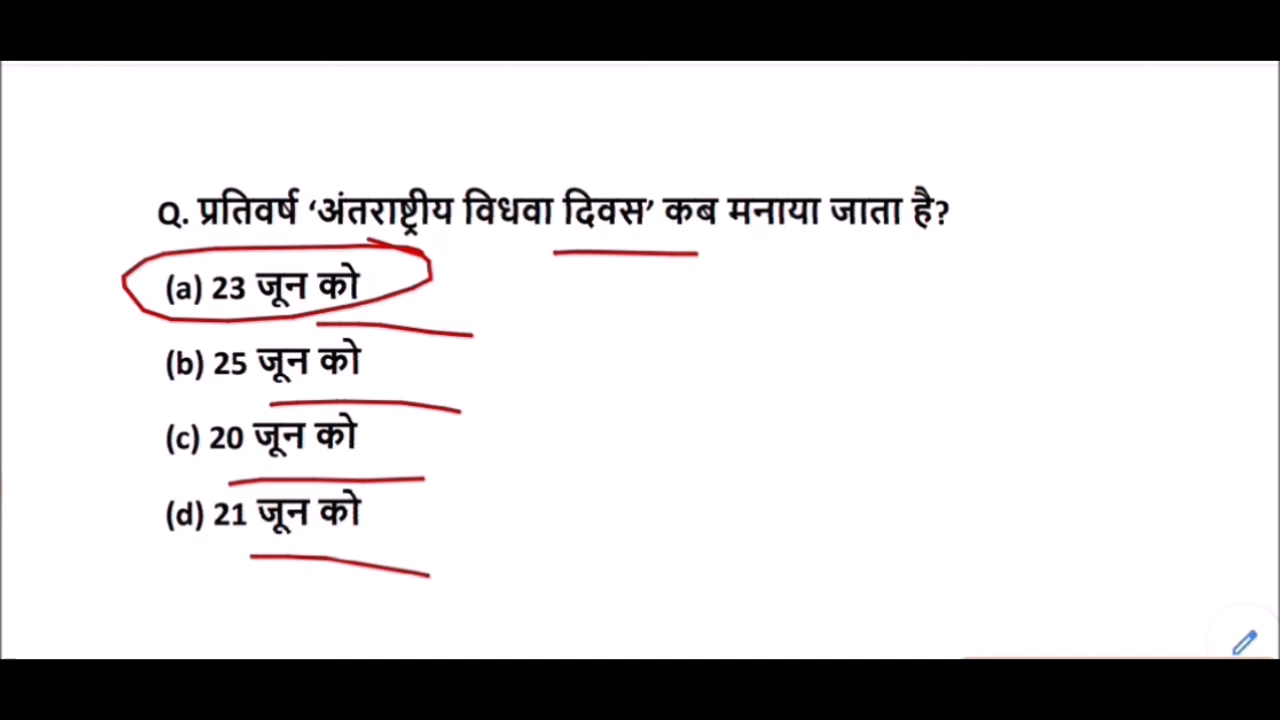 Q. प्रतिवर्ष ‘अंतराष्ट्रीय विधवा दिवस’ कब मनाया जाता है?
(a) 23 जून को
(b) 25 जून को
(c) 20 जून को
(d) 21 जून को